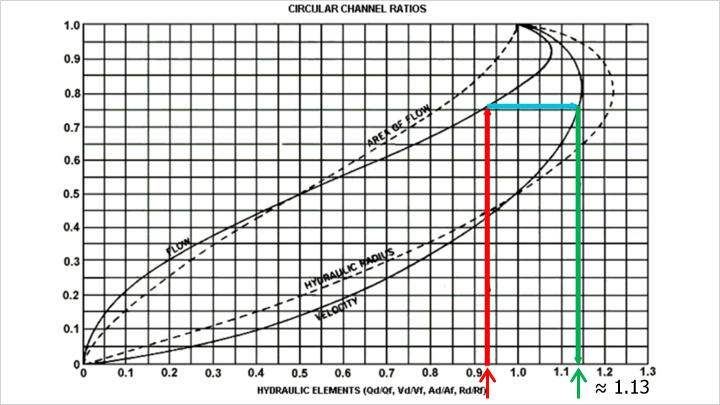 CIRCULAR CHANNEL RATIOS
1.0
0.9
0.8
0.7
0.6
0.5
0.4
0.3
0.2
0.1
0
AREA OF FLOW
FLOW
HYDRAULIC RADIUS
VELOCITY
0 0.1 0.2 0.3 0.4 0.5 0.6 0.7 0.8 0.9 1.0 1.1 1.2 1.3
HYDRAULIC ELEMENTS (Qd/Qf, Vd/Vf, Ad/Af, Rd/Rf)
≈ 1.13